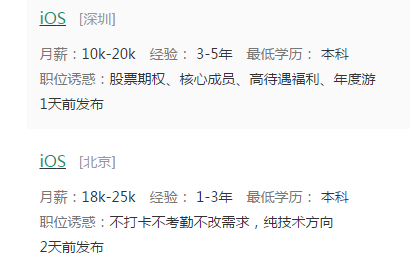 iOS [深圳]
月薪：10k-20k 经验： 3-5年 最低学历： 本科
职位诱惑：股票期权、核心成员、高待遇福利、年度游
1天前发布
iOS [北京]
月薪：18k-25k 经验： 1-3年 最低学历： 本科
职位诱惑：不打卡不考勤不改需求，纯技术方向
2天前发布